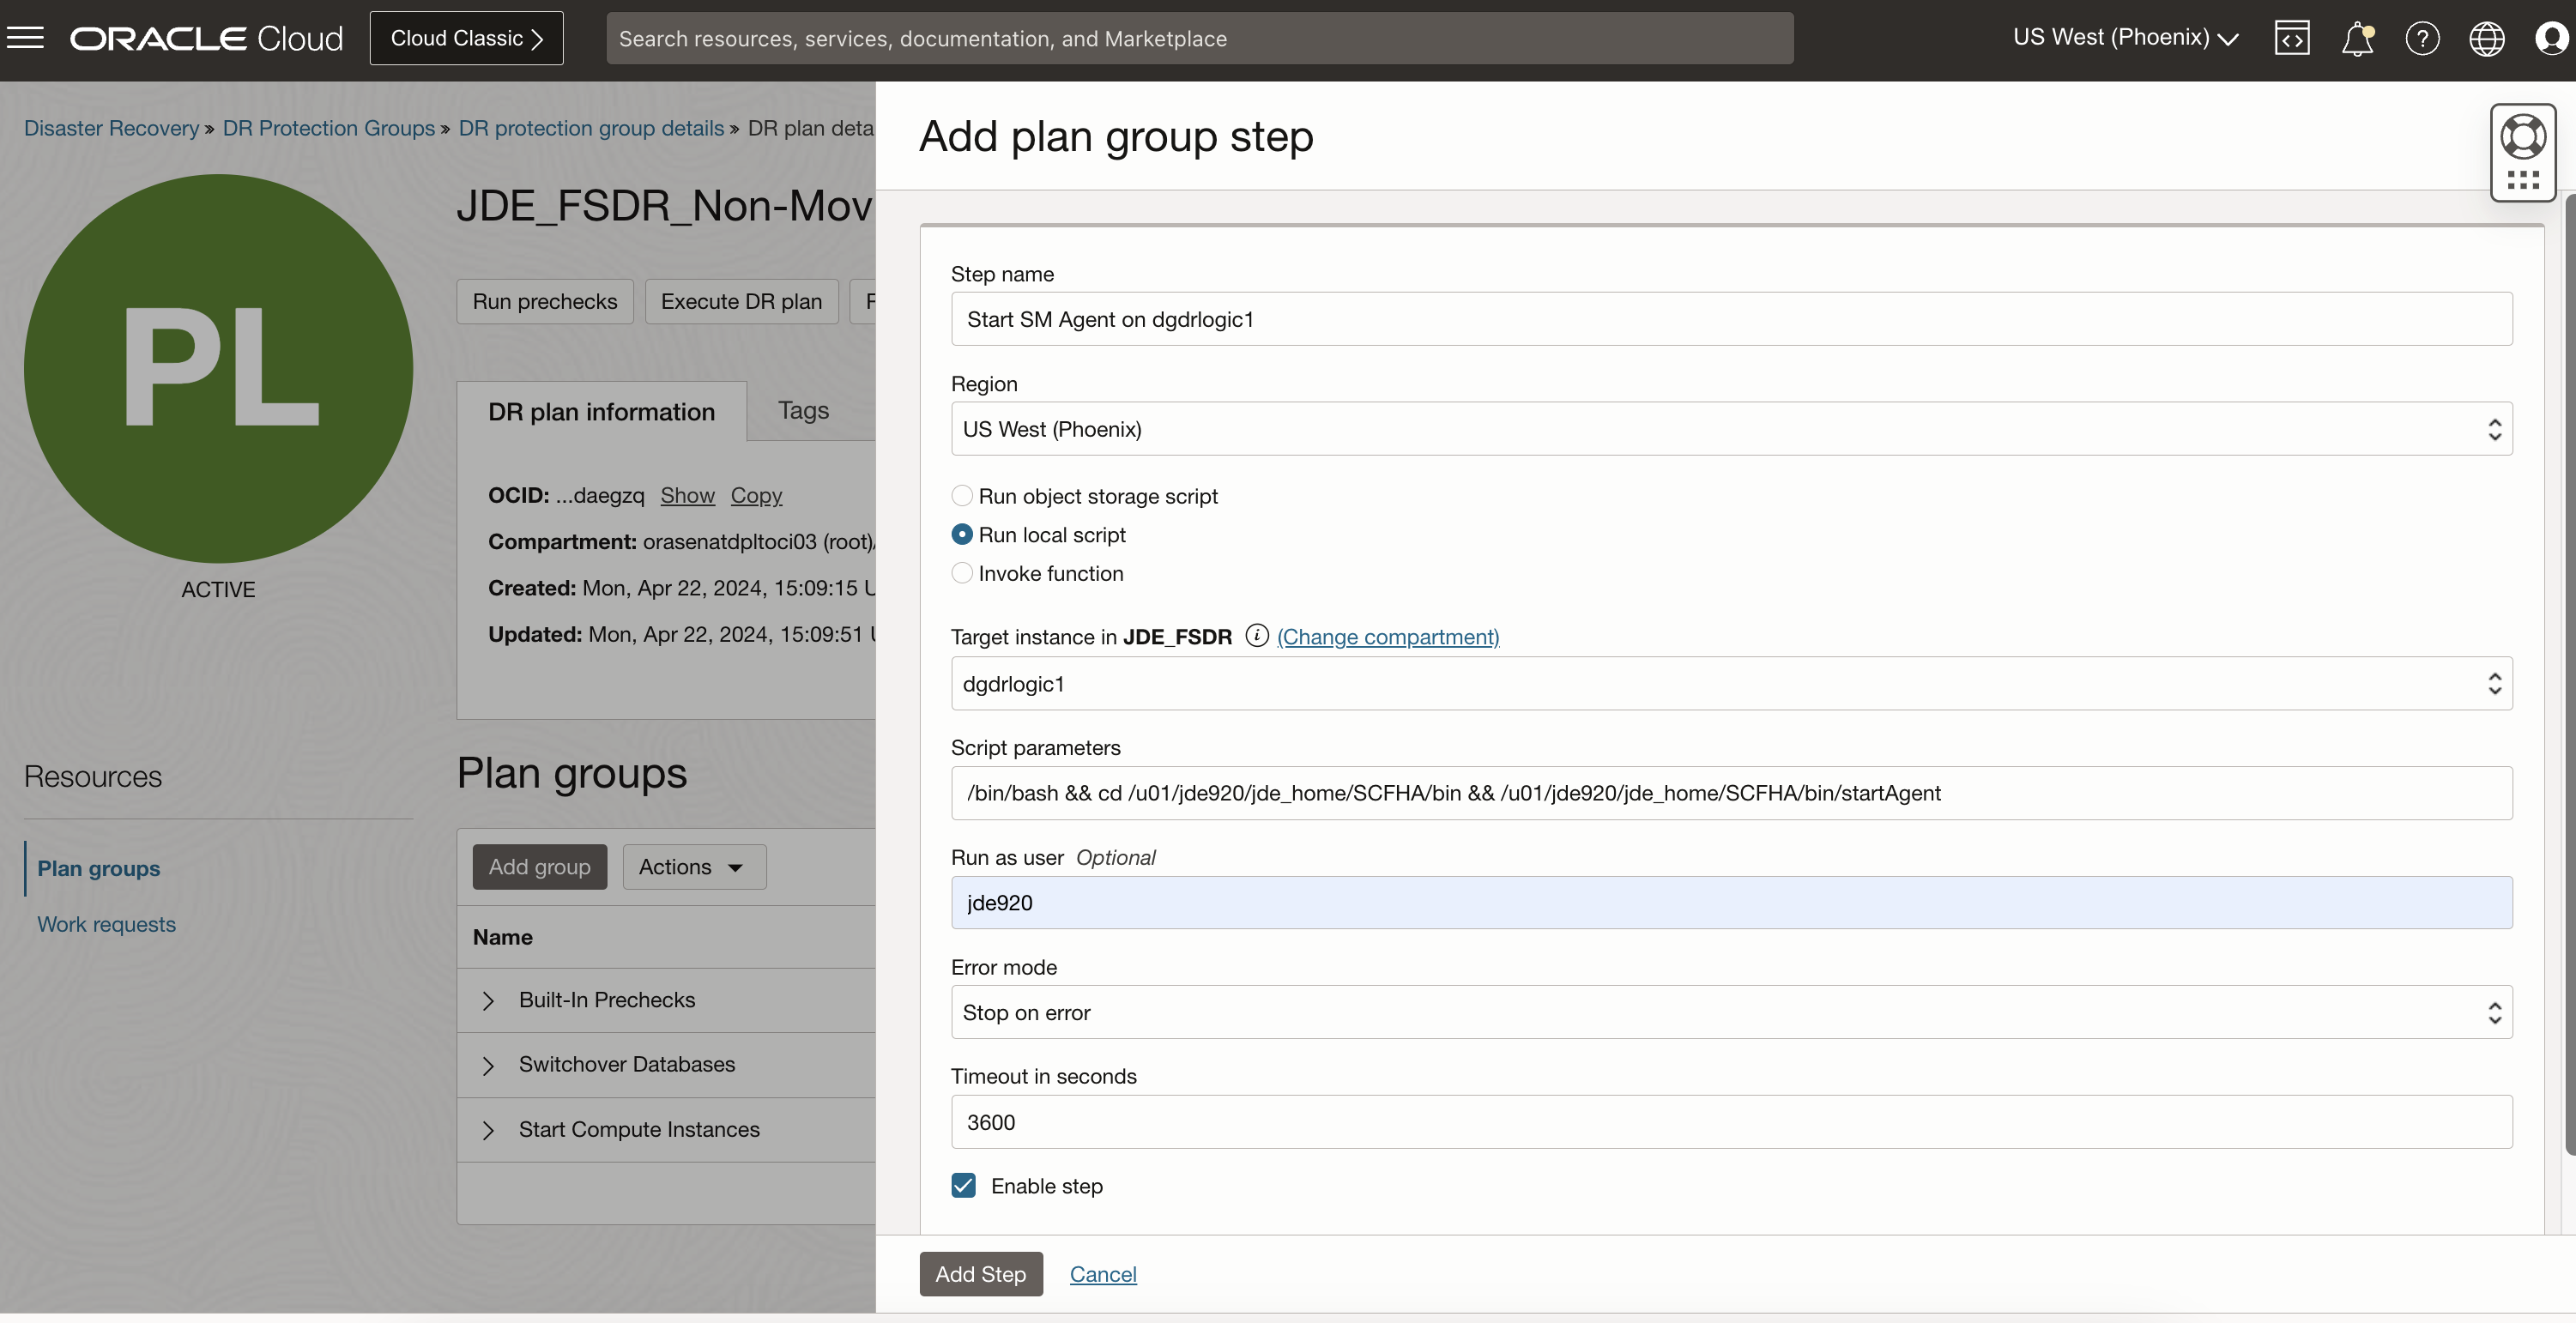 ORACLE Cloud
Cloud Classic
Search resources, services, documentation, and Marketplace
US West (Phoenix)
Disaster Recovery » DR Protection Groups » DR protection group details » DR plan deta
PL
ACTIVE
JDE_FSDR_Non-Mov
Run prechecks
Execute DR plan
DR plan information
Tags
OCID: ...daegzq Show Copy
Compartment: orasenatdpltoci03 (root)
Created: Mon, Apr 22, 2024, 15:09:15
Updated: Mon, Apr 22, 2024, 15:09:51
Resources
Plan groups
Work requests
Plan groups
Add group
Actions
Name
Built-In Prechecks
Switchover Databases
Start Compute Instances
Add plan group step
Step name
Start SM Agent on dgdrlogic1
Region
US West (Phoenix)
Run object storage script
Run local script
Invoke function
Target instance in JDE_FSDR (Change compartment)
dgdrlogic1
Script parameters
/bin/bash && cd /u01/jde920/jde_home/SCFHA/bin && /u01/jde920/jde_home/SCFHA/bin/startAgent
Run as user Optional
jde920
Error mode
Stop on error
Timeout in seconds
3600
Enable step
Add Step
Cancel